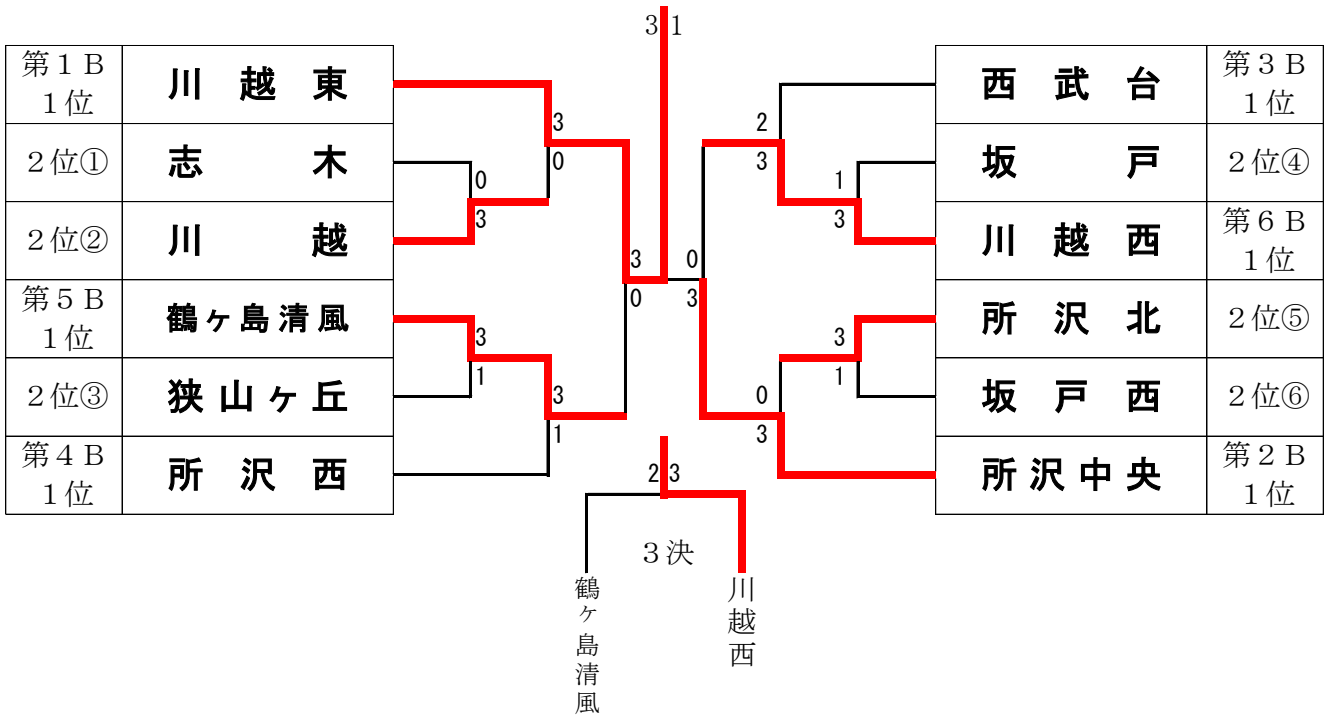 3 1
第１Ｂ
１位
川越東
２位①
志木
２位②
川越
第５Ｂ
１位
鶴ヶ島清風
２位③
狭山ヶ丘
第４Ｂ
１位
所沢西
3
0
0
3
3
1
3
1
3
0
0
3
2
3
1
3
3
1
0
3
西武台
第３Ｂ
１位
坂戸
２位④
川越西
第６Ｂ
１位
所沢北
２位⑤
坂戸西
２位⑥
所沢中央
第２Ｂ
１位
2 3
３決
鶴ヶ島清風
川越西